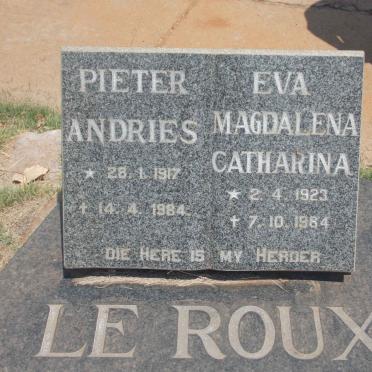 PIETER
ANDRIES
★ 28.1.1917
✝ 14.4.1984.
EVA
MAGDALENA
CATHARINA
★ 2.4.1923
✝ 7.10.1984
DIE HERE IS MY HERDER
LE ROUX